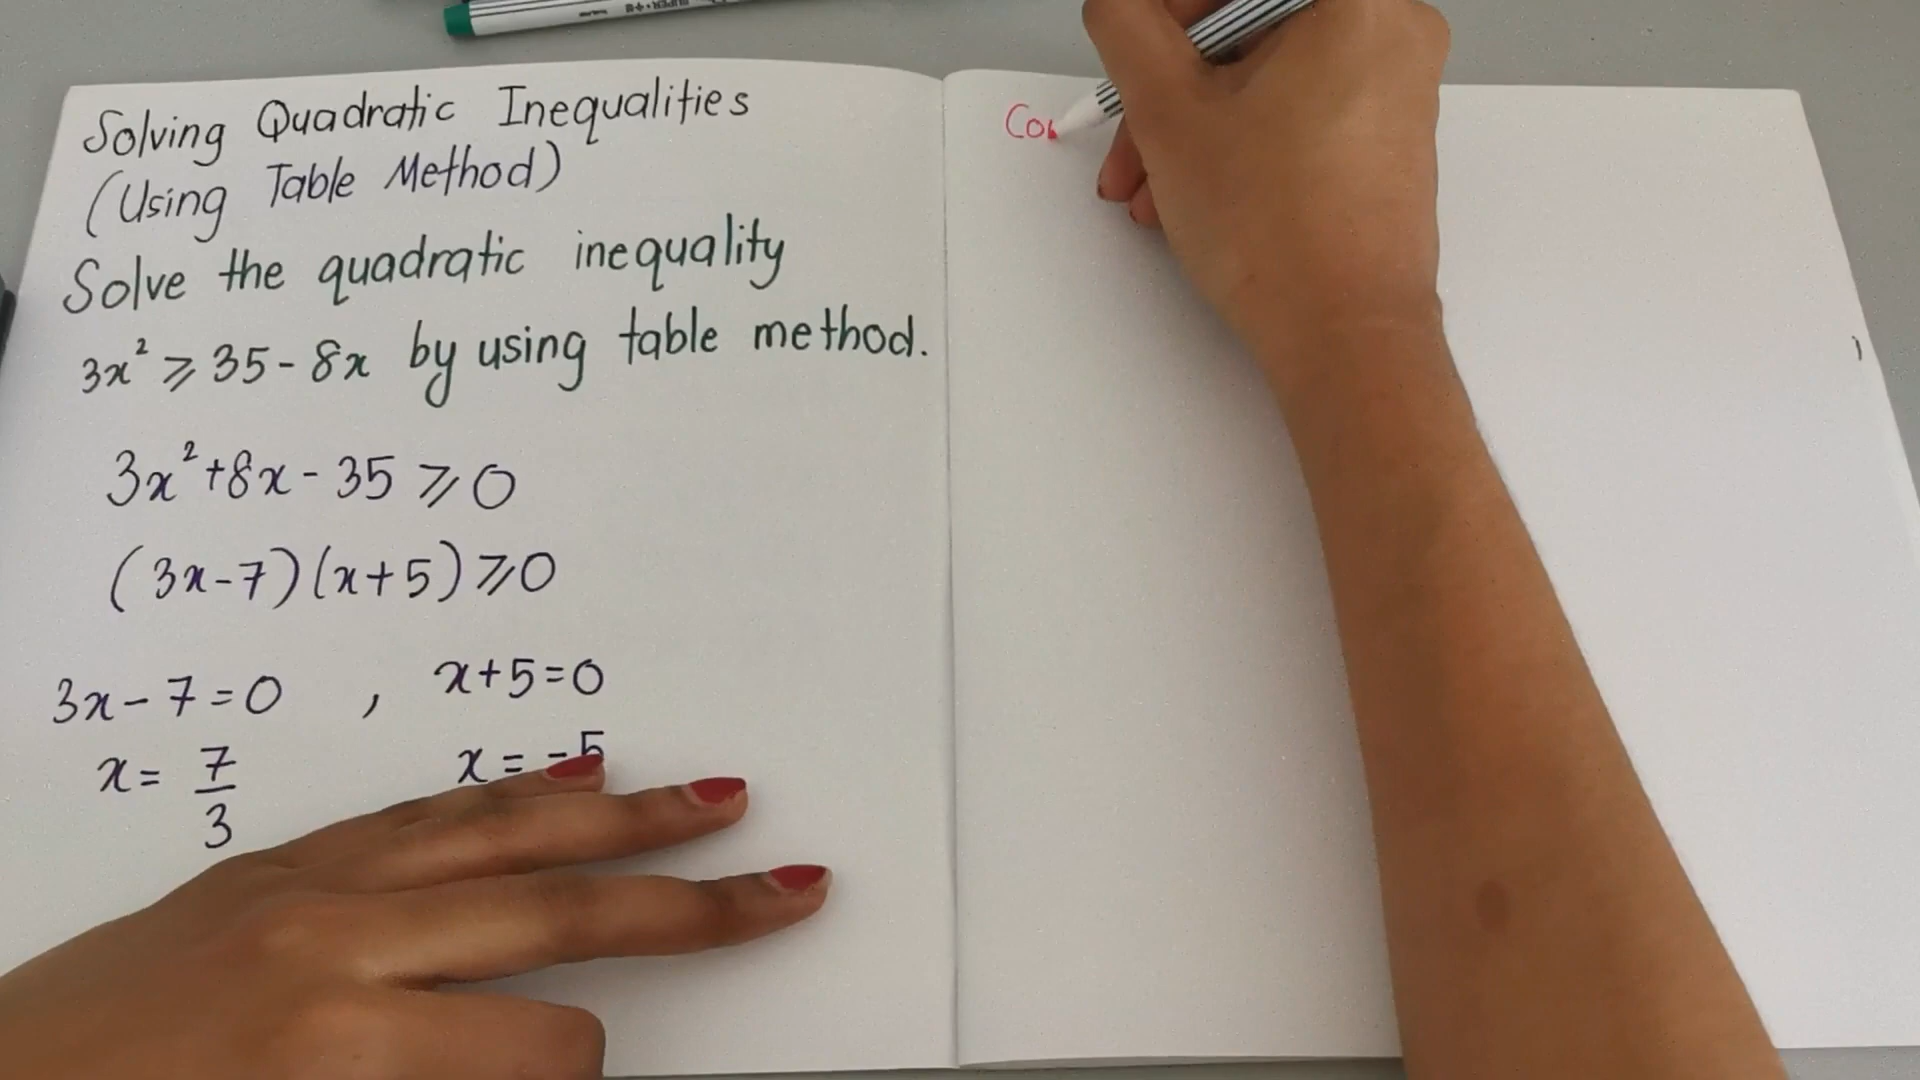 Solving Quadratic Inequalities
(Using Table Method)
Solve the quadratic inequality
3x² ⩾ 35 - 8x by using table method.
3x² + 8x - 35 ⩾ 0
(3x - 7)(x + 5) ⩾ 0
3x - 7 = 0 , x + 5 = 0
x = 7/3 x = -5
Co